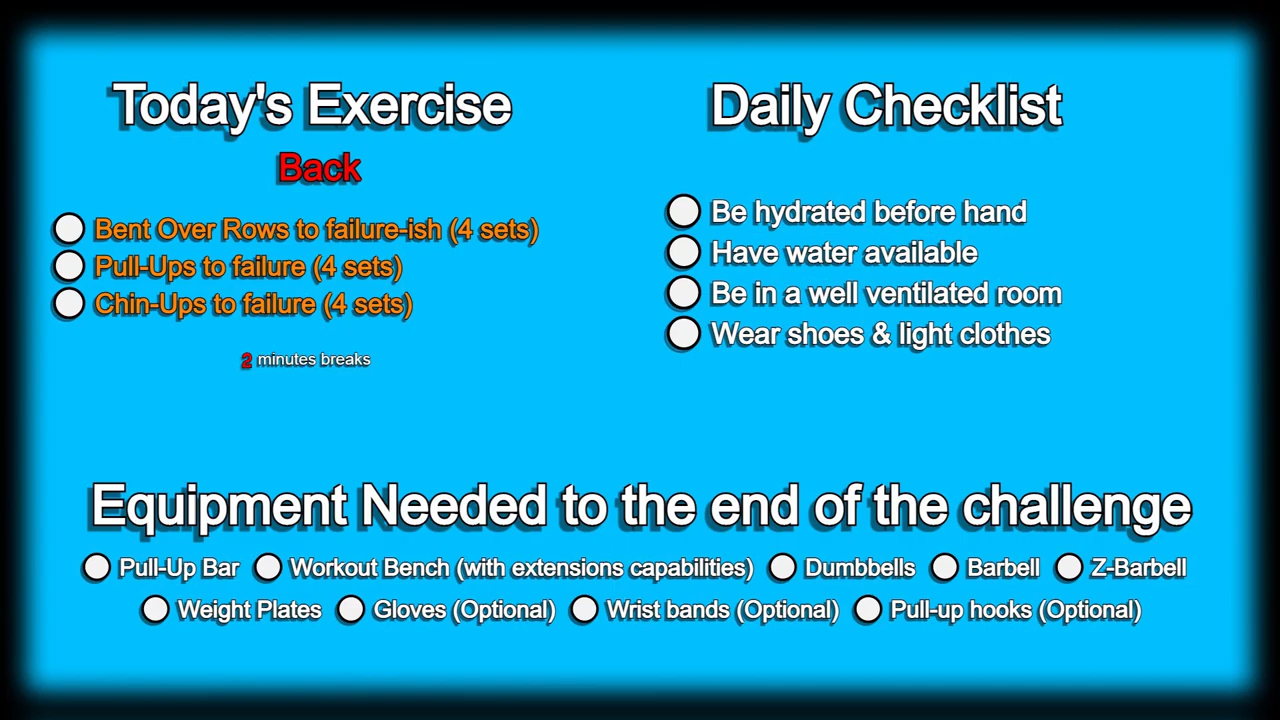 Today's Exercise
Back
Bent Over Rows to failure-ish (4 sets)
Pull-Ups to failure (4 sets)
Chin-Ups to failure (4 sets)
2 minutes breaks
Daily Checklist
Be hydrated before hand
Have water available
Be in a well ventilated room
Wear shoes & light clothes
Equipment Needed to the end of the challenge
Pull-Up Bar Workout Bench (with extensions capabilities) Dumbbells Barbell Z-Barbell
Weight Plates Gloves (Optional) Wrist bands (Optional) Pull-up hooks (Optional)